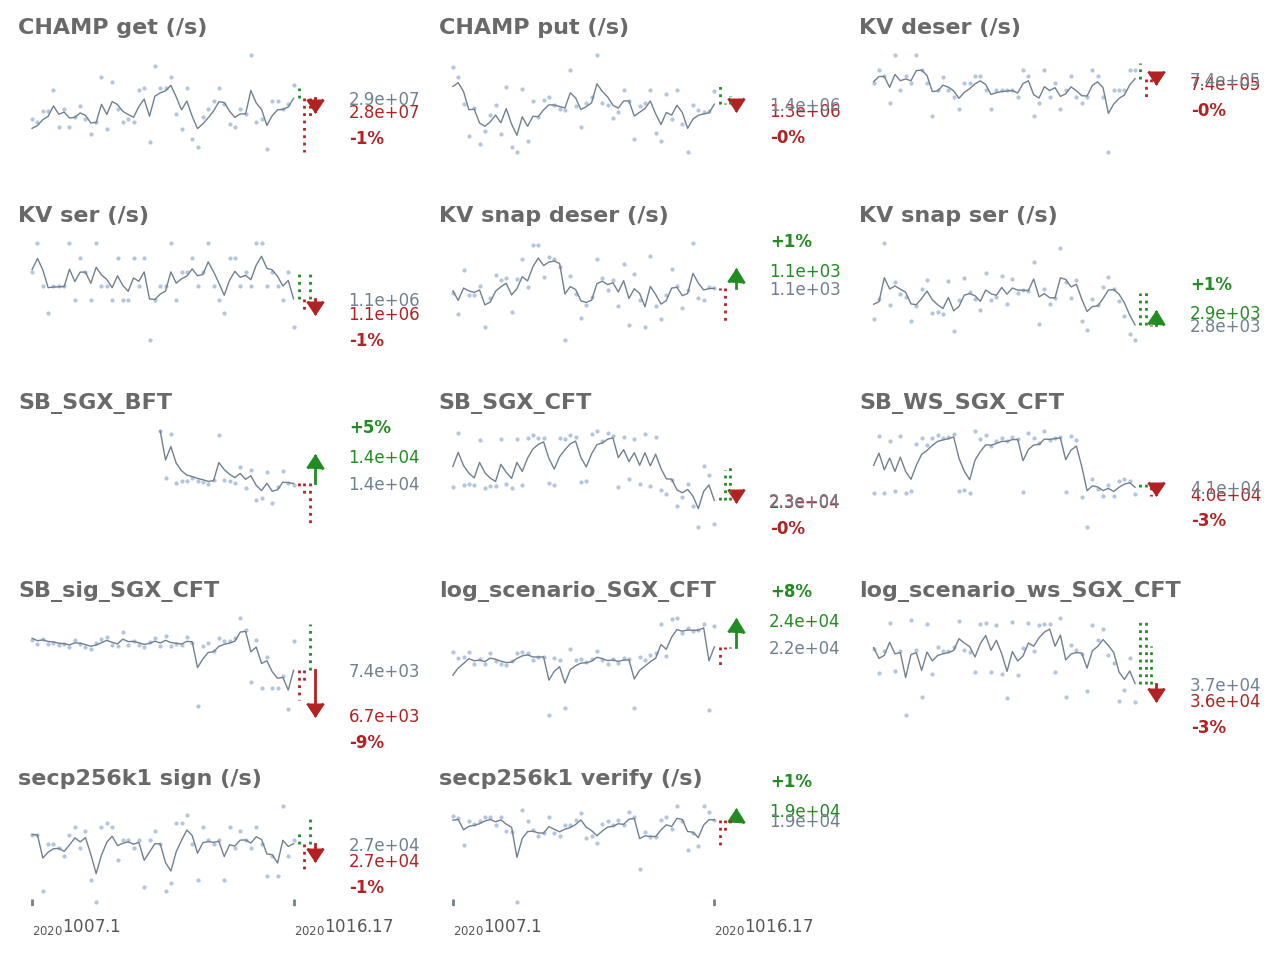 CHAMP get (/s)
2.9e+07
2.8e+07
-1%
CHAMP put (/s)
1.4e+06
1.3e+06
-0%
KV deser (/s)
7.4e+05
7.4e+05
-0%
KV ser (/s)
1.1e+06
1.1e+06
-1%
KV snap deser (/s)
+1%
1.1e+03
1.1e+03
KV snap ser (/s)
+1%
2.9e+03
2.8e+03
SB_SGX_BFT
+5%
1.4e+04
1.4e+04
SB_SGX_CFT
2.3e+04
2.3e+04
-0%
SB_WS_SGX_CFT
4.1e+04
4.0e+04
-3%
SB_sig_SGX_CFT
7.4e+03
6.7e+03
-9%
log_scenario_SGX_CFT
+8%
2.4e+04
2.2e+04
log_scenario_ws_SGX_CFT
3.7e+04
3.6e+04
-3%
secp256k1 sign (/s)
2.7e+04
2.7e+04
-1%
2020 1007.1
2020 1016.17
secp256k1 verify (/s)
+1%
1.9e+04
1.9e+04
2020 1007.1
2020 1016.17